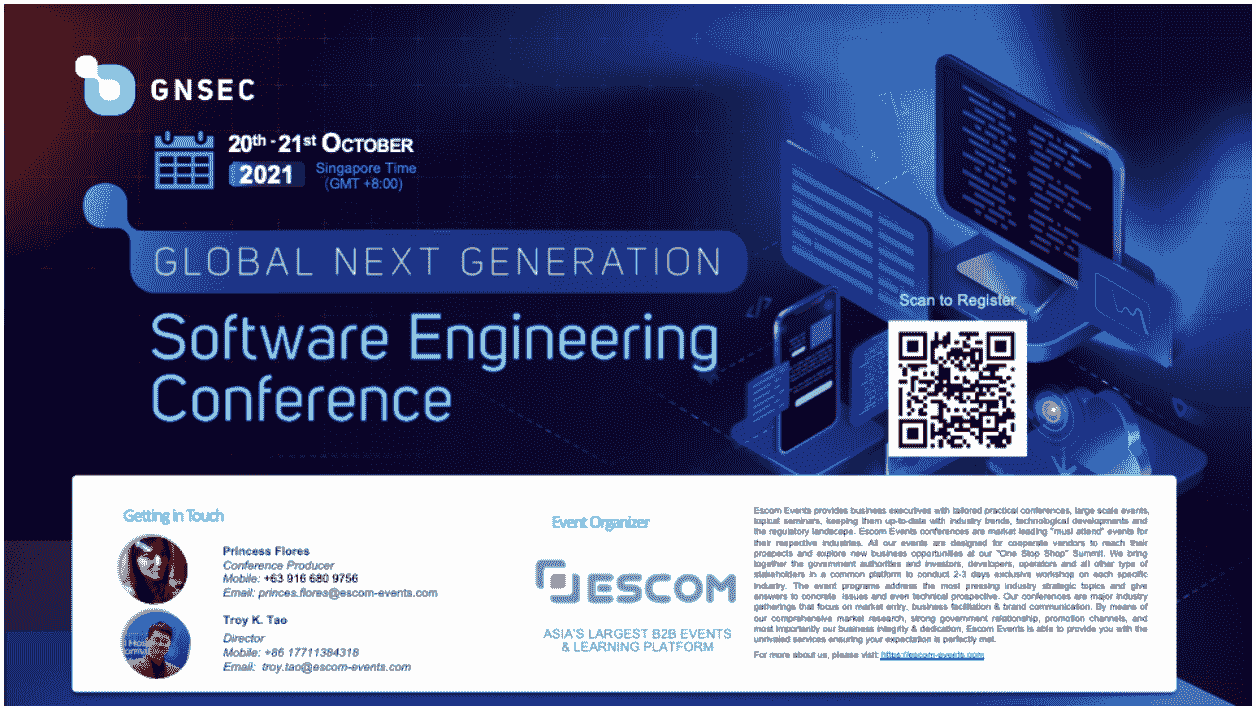 GNSEC
20th - 21st OCTOBER
2021
Singapore Time
(GMT +8:00)
GLOBAL NEXT GENERATION
Software Engineering
Conference
Scan to Register
Getting in Touch
Princess Flores
Conference Producer
Mobile: +63 916 680 9756
Email: princes.flores@escom-events.com
Troy K. Tao
Director
Mobile: +86 17711384318
Email: troy.tao@escom-events.com
Event Organizer
ESCOM
ASIA'S LARGEST B2B EVENTS
& LEARNING PLATFORM
Escom Events provides business executives with tailored practical conferences, large scale events,
topical seminars, keeping them up-to-date with industry trends, technological developments and
the regulatory landscape. Escom Events conferences are market leading "must attend" events for
their respective industries. All our events are designed for cooperate vendors to reach their
prospects and explore new business opportunities at our "One Stop Shop" Summit. We bring
together the government authorities and investors, developers, operators and all other type of
stakeholders in a common platform to conduct 2-3 days exclusive workshop on each specific
industry. The event programs address the most pressing industry strategic topics and give
answers to concrete issues and even technical prospective. Our conferences are major industry
gatherings that focus on market entry, business facilitation & brand communication. By means of
our comprehensive market research, strong government relationship, promotion channels, and
most importantly our business integrity & dedication, Escom Events is able to provide you with the
unrivaled services ensuring your expectation is perfectly met.
For more about us, please visit: https://escom-events.com